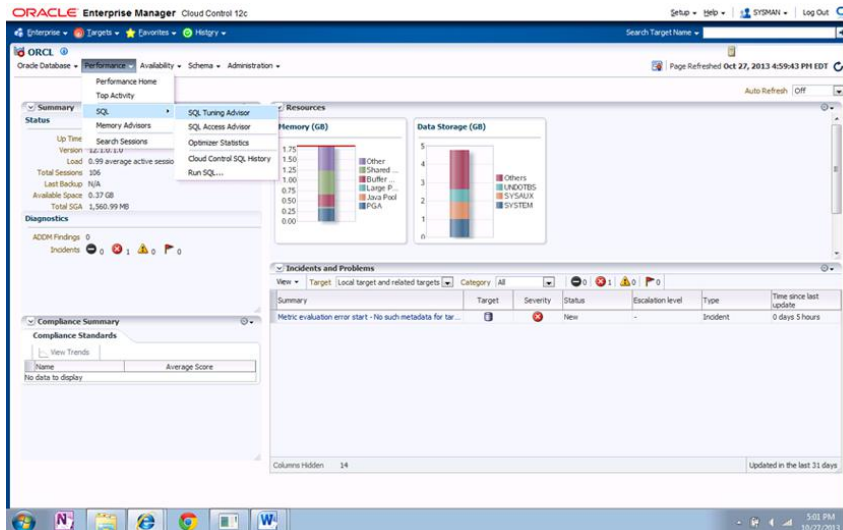 ORACLE Enterprise Manager Cloud Control 12c
Setup Help SYSMAN Log Out
Enterprise Targets Favorites History
Search Target Name
ORCL
Oracle Database Performance Availability Schema Administration
Page Refreshed Oct 27, 2013 4:59:43 PM EDT
Auto Refresh Off
Performance Home
Top Activity
SQL
Memory Advisors
Search Sessions
SQL Tuning Advisor
SQL Access Advisor
Optimizer Statistics
Cloud Control SQL History
Run SQL...
Summary
Status
Up Time
Version 12.1.0.1.0
Load 0.99 average active sessio
Total Sessions 106
Last Backup N/A
Available Space 0.37 GB
Total SGA 1,560.99 MB
Diagnostics
ADDM Findings 0
Incidents 0 1 0 0
Compliance Summary
Compliance Standards
View Trends
Name Average Score
No data to display
Resources
Memory (GB)
1.75
1.50
1.25
1.00
0.75
0.50
0.25
0.00
Other
Shared ...
Buffer ...
Large P...
Java Pool
PGA
Data Storage (GB)
5
4
3
2
1
0
Others
UNDOTBS
SYSAUX
SYSTEM
Incidents and Problems
View Target Local target and related targets Category All 0 1 0 0
Summary Target Severity Status Escalation level Type Time since last update
Metric evaluation error start - No such metadata for tar... New - Incident 0 days 5 hours
Columns Hidden 14
Updated in the last 31 days
5:01 PM
10/27/2013